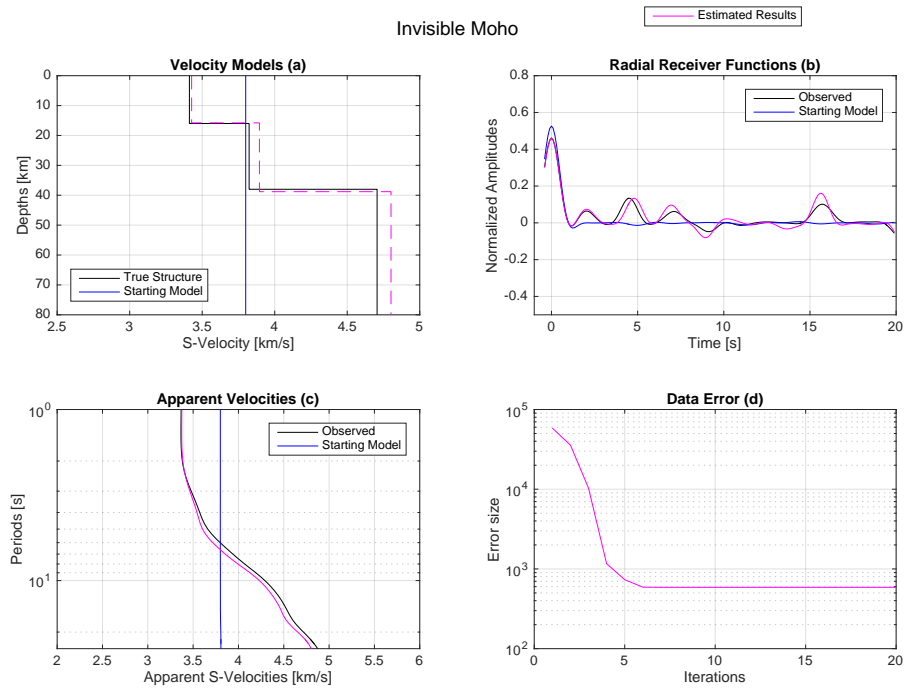 Estimated Results
Invisible Moho
Velocity Models (a)
0
10
20
30
40
50
60
70
80
Depths [km]
True Structure
Starting Model
2.5
3
3.5
4
4.5
5
S-Velocity [km/s]
Radial Receiver Functions (b)
0.8
0.6
0.4
0.2
0
-0.2
-0.4
Normalized Amplitudes
Observed
Starting Model
0
5
10
15
20
Time [s]
Apparent Velocities (c)
10^0
10^1
Periods [s]
Observed
Starting Model
2
2.5
3
3.5
4
4.5
5
5.5
6
Apparent S-Velocities [km/s]
Data Error (d)
10^5
10^4
10^3
10^2
Error size
0
5
10
15
20
Iterations